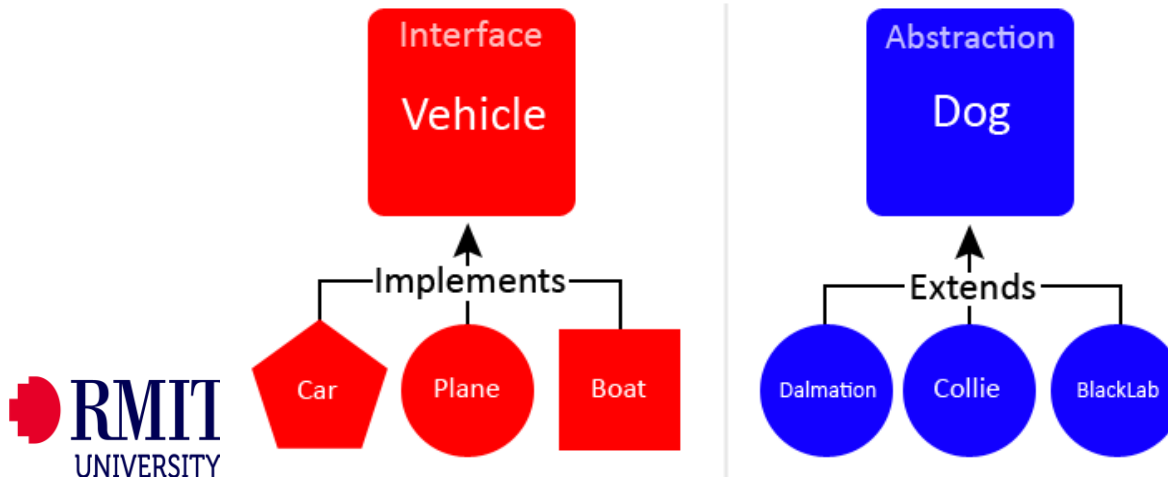 Interface
Vehicle
Implements
Car
Plane
Boat
Abstraction
Dog
Extends
Dalmation
Collie
BlackLab
RMIT
UNIVERSITY